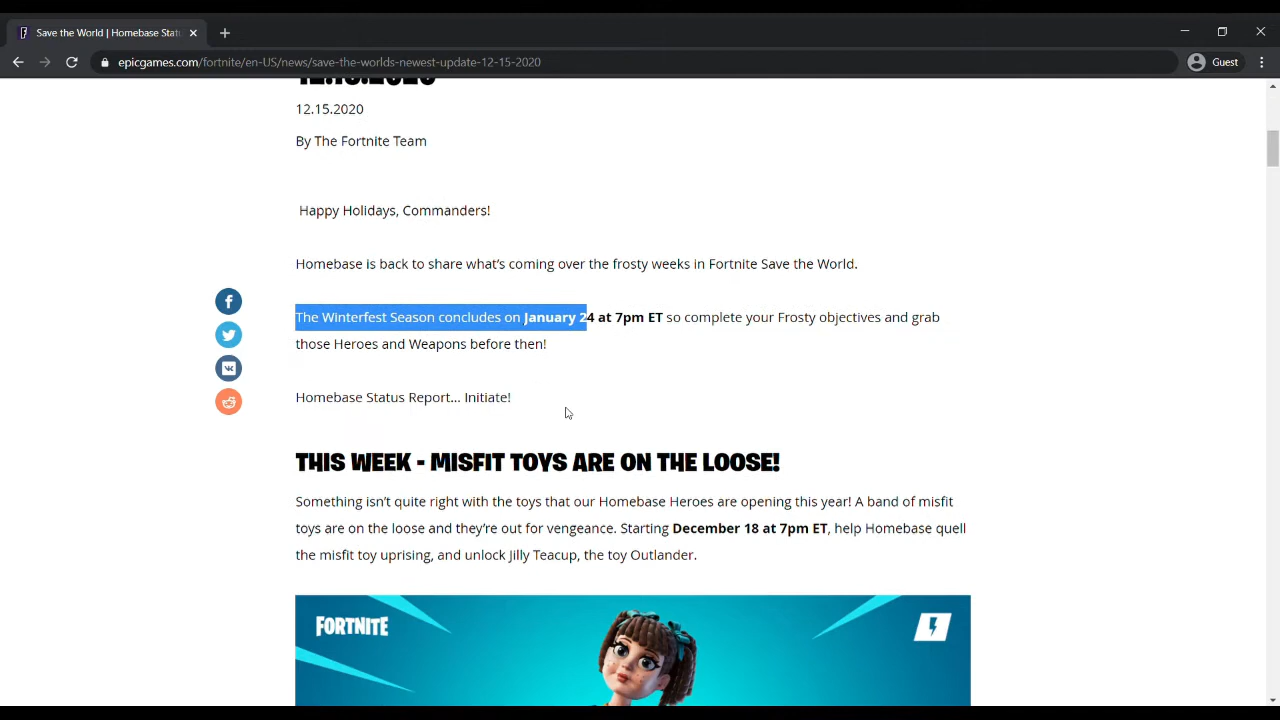 Save the World | Homebase Stat
epicgames.com/fortnite/en-US/news/save-the-worlds-newest-update-12-15-2020
Guest
12.15.2020
12.15.2020
By The Fortnite Team
Happy Holidays, Commanders!
Homebase is back to share what’s coming over the frosty weeks in Fortnite Save the World.
The Winterfest Season concludes on January 24 at 7pm ET so complete your Frosty objectives and grab
those Heroes and Weapons before then!
Homebase Status Report... Initiate!
THIS WEEK - MISFIT TOYS ARE ON THE LOOSE!
Something isn’t quite right with the toys that our Homebase Heroes are opening this year! A band of misfit
toys are on the loose and they’re out for vengeance. Starting December 18 at 7pm ET, help Homebase quell
the misfit toy uprising, and unlock Jilly Teacup, the toy Outlander.
FORTNITE